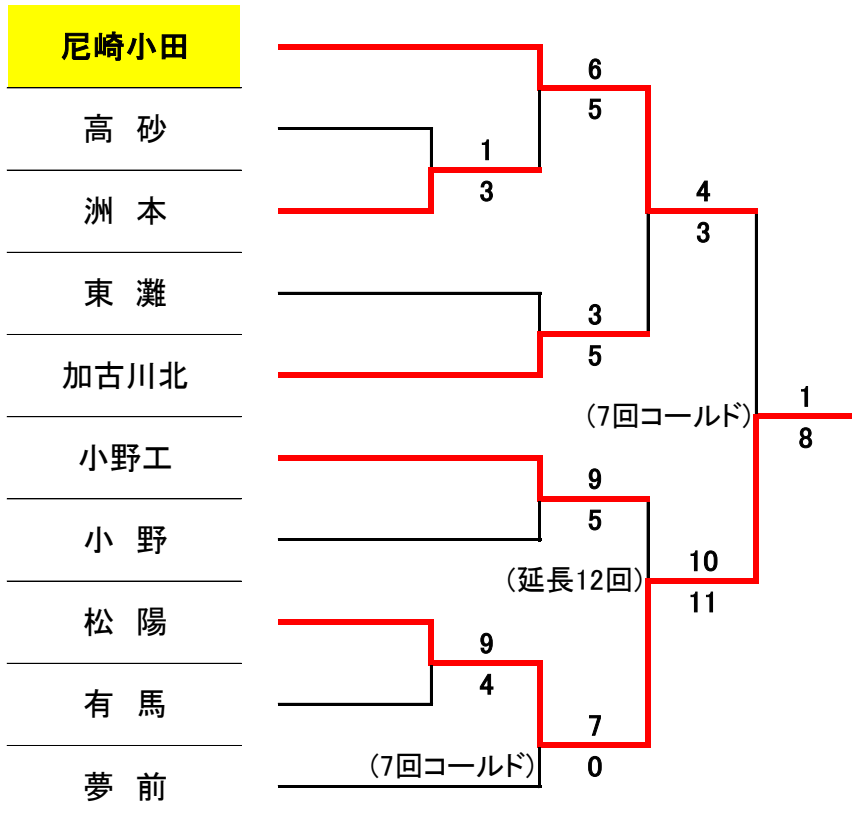 尼崎小田
6
5
高　砂
1
3
洲　本
4
3
東　灘
3
5
加古川北
(7回コールド)
1
8
小野工
9
5
小　野
(延長12回)
10
11
松　陽
9
4
有　馬
7
0
(7回コールド)
夢　前